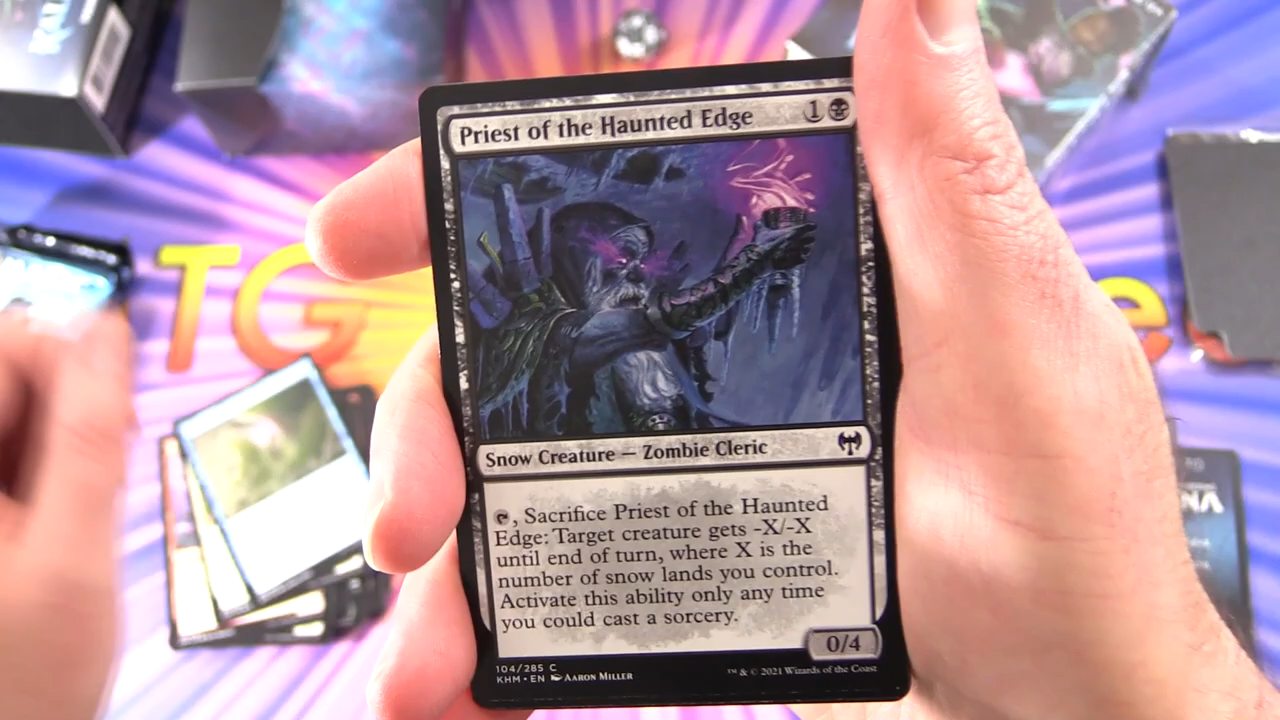 Priest of the Haunted Edge 1
Snow Creature — Zombie Cleric
, Sacrifice Priest of the Haunted
Edge: Target creature gets -X/-X
until end of turn, where X is the
number of snow lands you control.
Activate this ability only any time
you could cast a sorcery.
0/4
104/285 C
KHM • EN AARON MILLER
™ & © 2021 Wizards of the Coast
TG
e